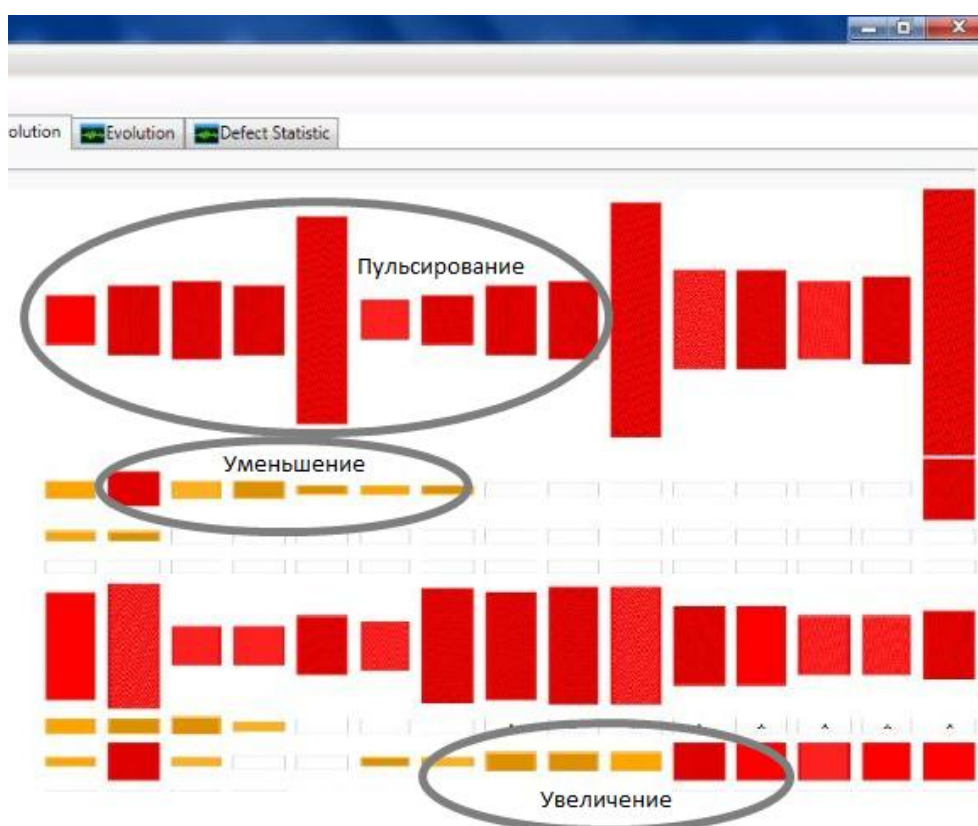 olution Evolution Defect Statistic
Пульсирование
Уменьшение
Увеличение